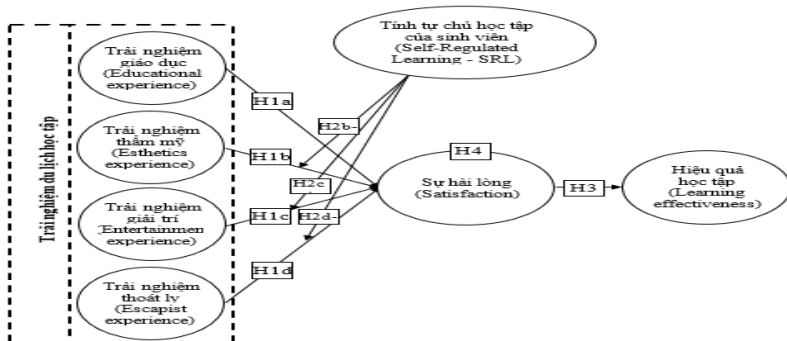 Trải nghiệm du lịch học tập
Trải nghiệm
giáo dục
(Educational
experience)
Trải nghiệm
thẩm mỹ
(Esthetics
experience)
Trải nghiệm
giải trí
(Entertainmen
experience)
Trải nghiệm
thoát ly
(Escapist
experience)
H1a
H1b
H1c
H1d
Tính tự chủ học tập
của sinh viên
(Self-Regulated
Learning - SRL)
H2b-
H2c
H2d-
H4
Sự hài lòng
(Satisfaction)
H3
Hiệu quả
học tập
(Learning
effectiveness)